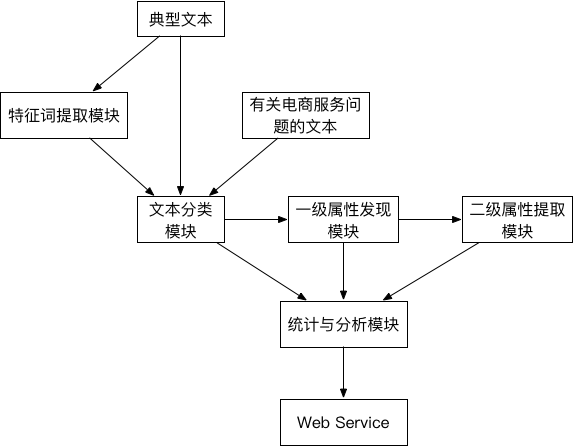 典型文本
特征词提取模块
有关电商服务问
题的文本
文本分类
模块
一级属性发现
模块
二级属性提取
模块
统计与分析模块
Web Service